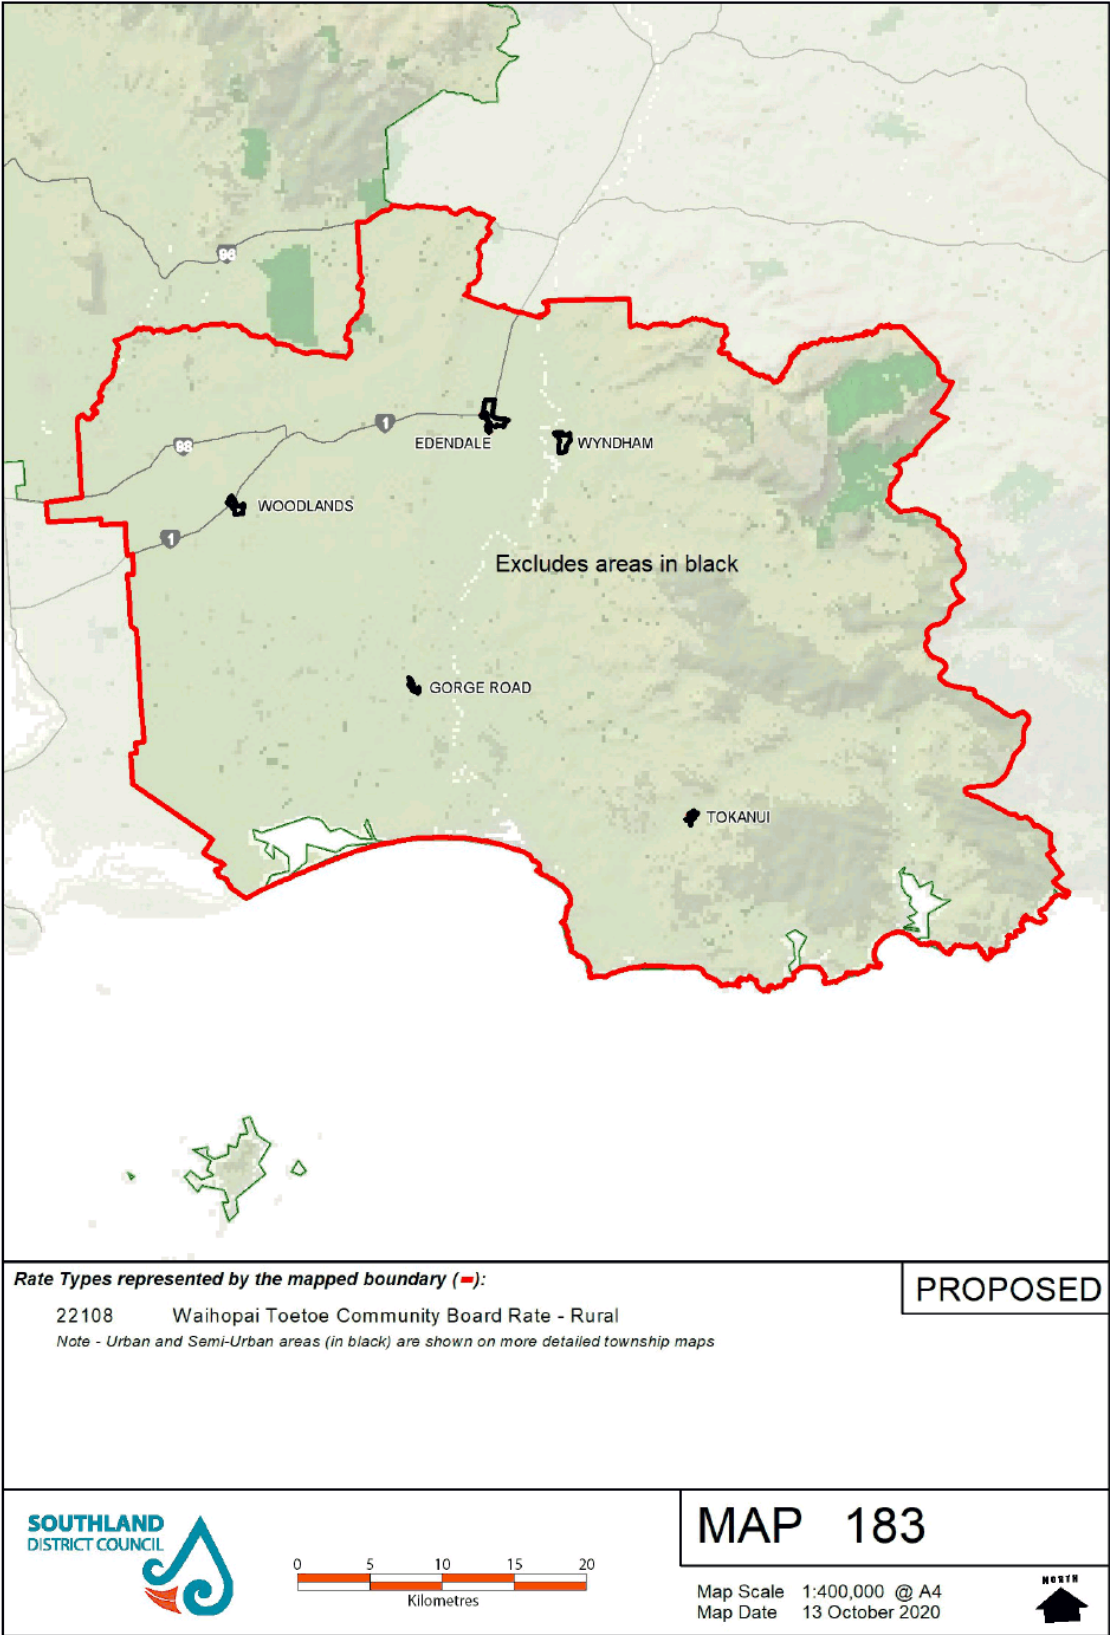 96
1
98
EDENDALE
WYNDHAM
WOODLANDS
1
Excludes areas in black
GORGE ROAD
TOKANUI
Rate Types represented by the mapped boundary (-):
PROPOSED
22108 Waihopai Toetoe Community Board Rate - Rural
Note - Urban and Semi-Urban areas (in black) are shown on more detailed township maps
SOUTHLAND
DISTRICT COUNCIL
0 5 10 15 20
Kilometres
MAP 183
Map Scale 1:400,000 @ A4
Map Date 13 October 2020
NORTH